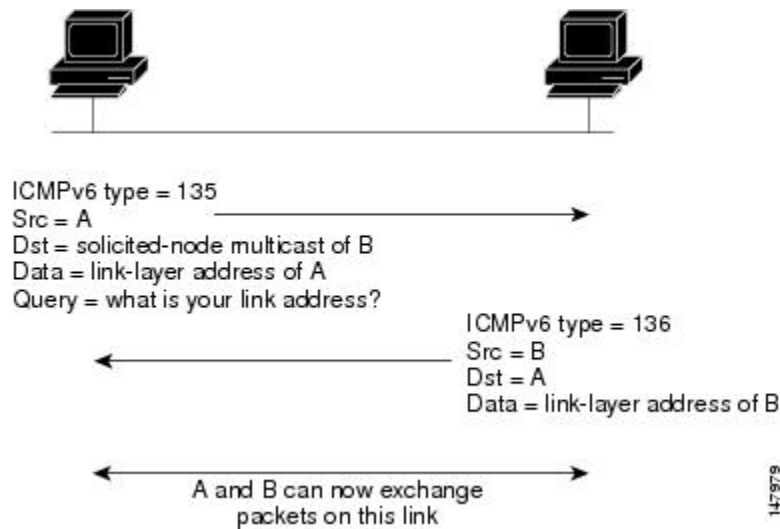 ICMPv6 type = 135
Src = A
Dst = solicited-node multicast of B
Data = link-layer address of A
Query = what is your link address?
ICMPv6 type = 136
Src = B
Dst = A
Data = link-layer address of B
A and B can now exchange
packets on this link
147979